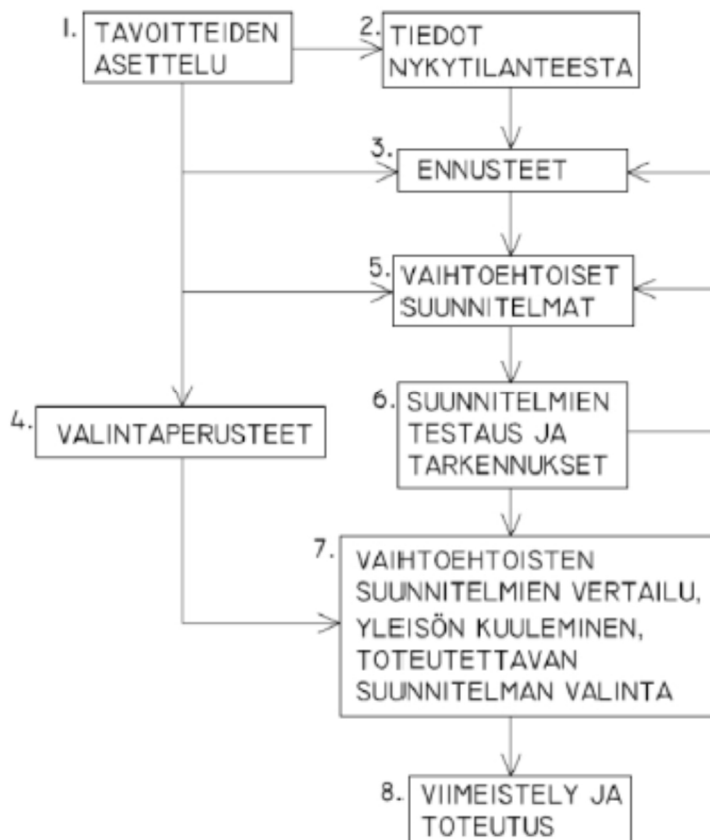 1. TAVOITTEIDEN
ASETTELU
2. TIEDOT
NYKYTILANTEESTA
3. ENNUSTEET
4. VALINTAPERUSTEET
5. VAIHTOEHTOISET
SUUNNITELMAT
6. SUUNNITELMIEN
TESTAUS JA
TARKENNUKSET
7. VAIHTOEHTOISTEN
SUUNNITELMIEN VERTAILU,
YLEISÖN KUULEMINEN,
TOTEUTETTAVAN
SUUNNITELMAN VALINTA
8. VIIMEISTELY JA
TOTEUTUS